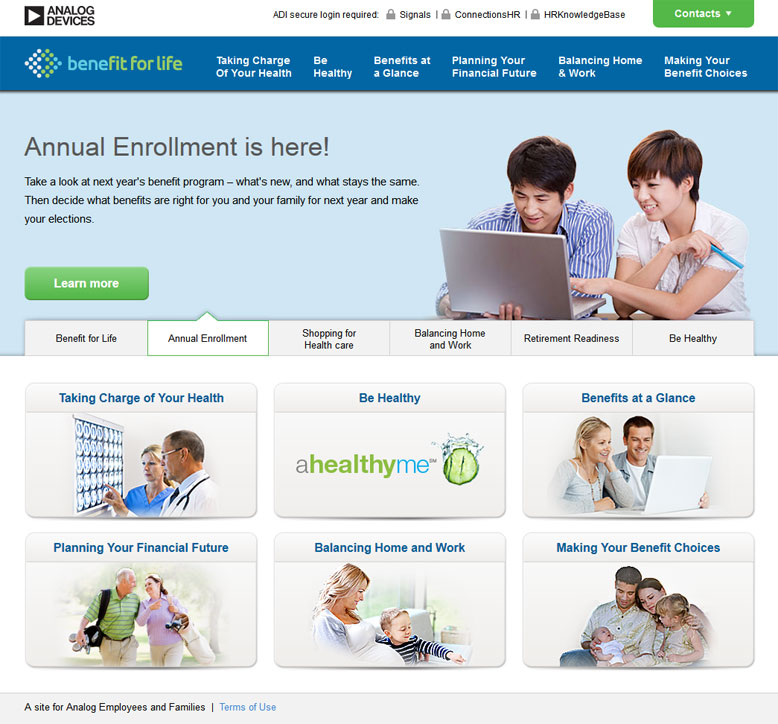 ANALOG
DEVICES
ADI secure login required: Signals | ConnectionsHR | HRKnowledgeBase
Contacts
benefit for life
Taking Charge
Of Your Health
Be
Healthy
Benefits at
a Glance
Planning Your
Financial Future
Balancing Home
& Work
Making Your
Benefit Choices
Annual Enrollment is here!
Take a look at next year's benefit program – what's new, and what stays the same.
Then decide what benefits are right for you and your family for next year and make
your elections.
Learn more
Benefit for Life
Annual Enrollment
Shopping for
Health care
Balancing Home
and Work
Retirement Readiness
Be Healthy
Taking Charge of Your Health
Be Healthy
Benefits at a Glance
ahealthyme℠
Planning Your Financial Future
Balancing Home and Work
Making Your Benefit Choices
A site for Analog Employees and Families | Terms of Use